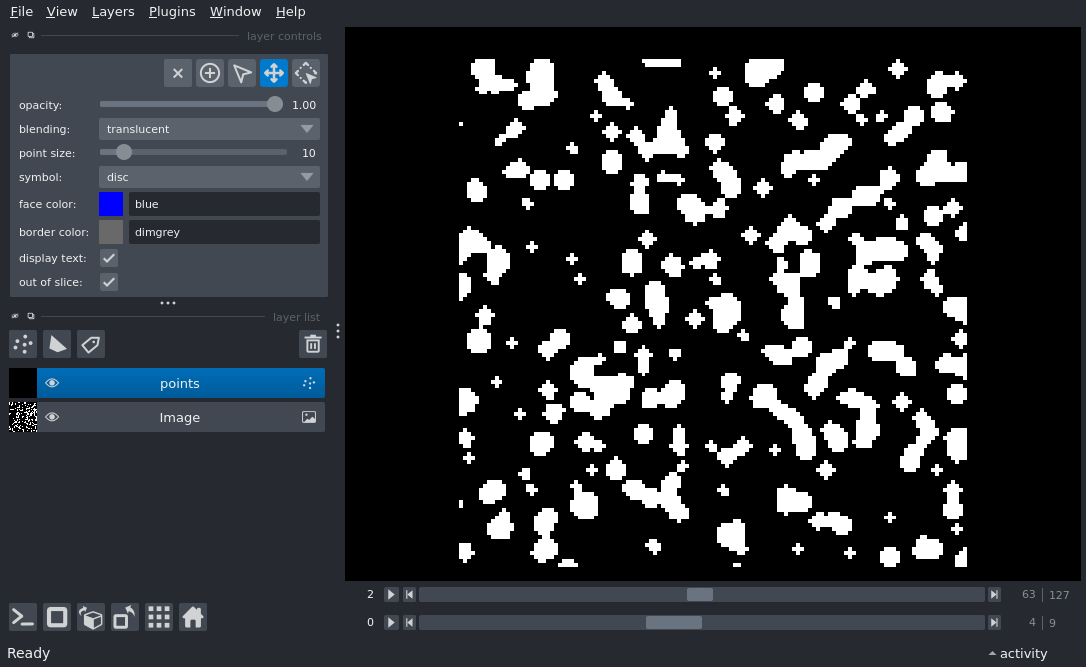 File View Layers Plugins Window Help
layer controls
opacity: 1.00
blending: translucent
point size: 10
symbol: disc
face color: blue
border color: dimgrey
display text:
out of slice:
layer list
points
Image
2 63 | 127
0 4 | 9
Ready activity